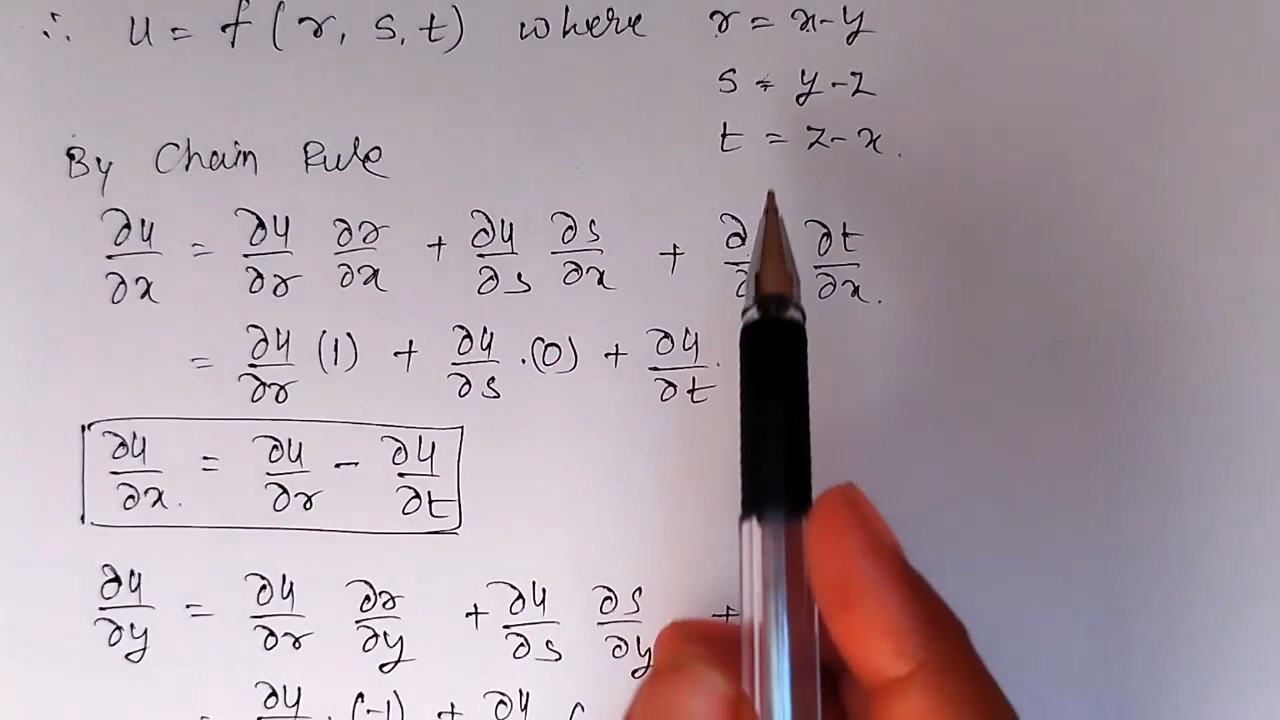 ∴ u = f(r, s, t) where r = x-y
s = y-z
t = z-x.
By Chain Rule
∂u/∂x = ∂u/∂r ∂r/∂x + ∂u/∂s ∂s/∂x + ∂ ∂t/∂x.
= ∂u/∂r (1) + ∂u/∂s .(0) + ∂u/∂t.
∂u/∂x. = ∂u/∂r - ∂u/∂t
∂u/∂y = ∂u/∂r ∂r/∂y + ∂u/∂s ∂s/∂y +
= ∂u .(-1) + ∂u (